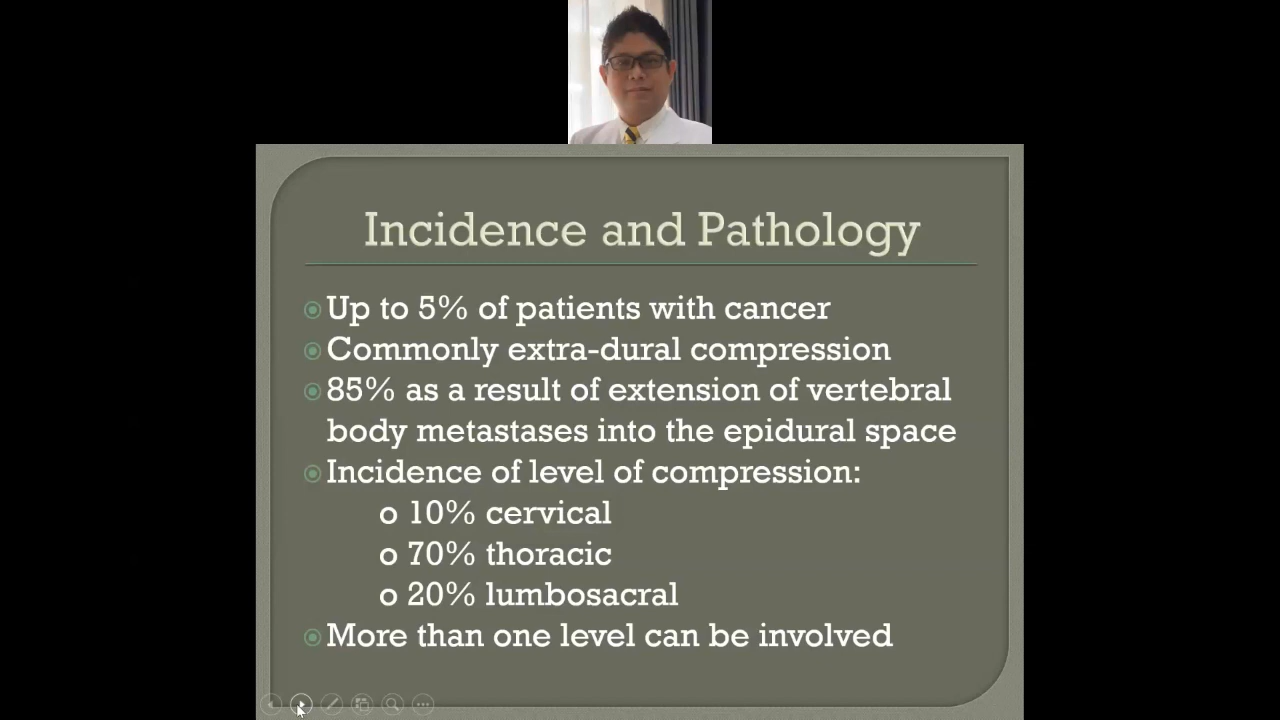 Incidence and Pathology
Up to 5% of patients with cancer
Commonly extra-dural compression
85% as a result of extension of vertebral
body metastases into the epidural space
Incidence of level of compression:
o 10% cervical
o 70% thoracic
o 20% lumbosacral
More than one level can be involved